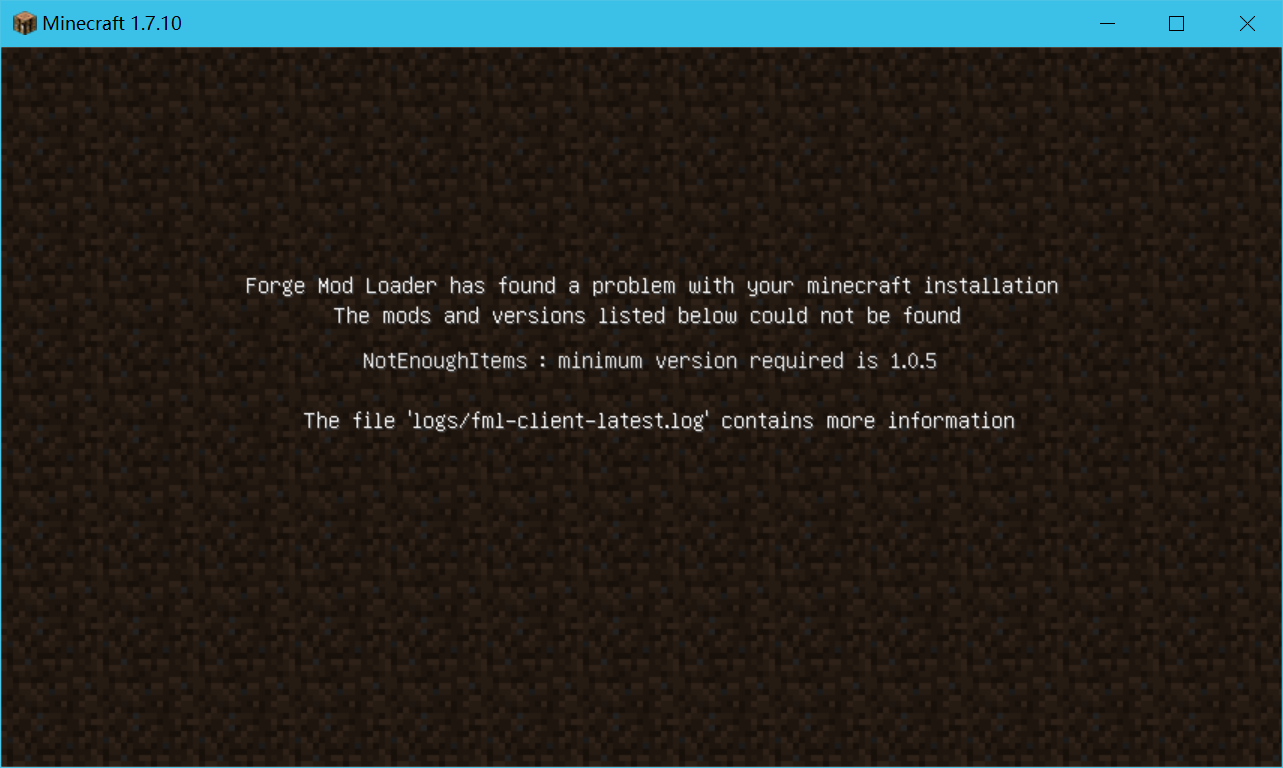 Minecraft 1.7.10
Forge Mod Loader has found a problem with your minecraft installation
The mods and versions listed below could not be found
NotEnoughItems : minimum version required is 1.0.5
The file 'logs/fml-client-latest.log' contains more information